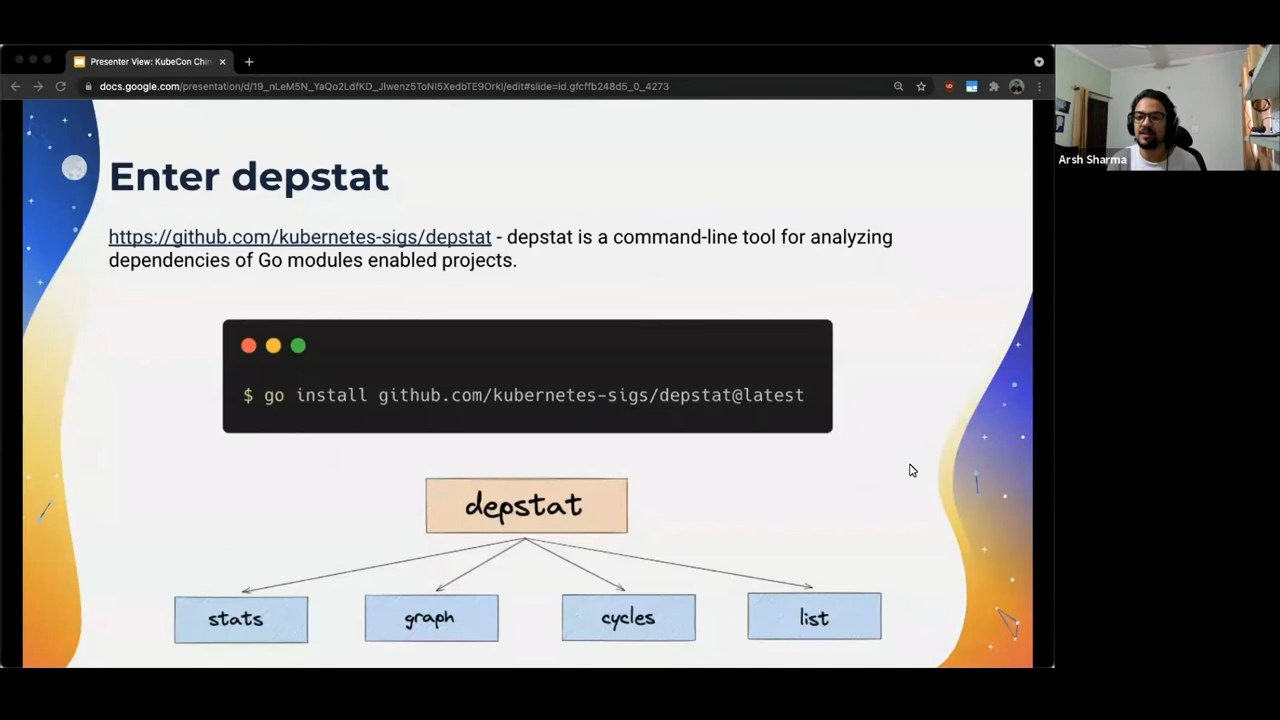 Presenter View: KubeCon Chin
docs.google.com/presentation/d/19_nLeM5N_YaQo2LdfKD_JIwenz5ToNI5XedbTE9OrkI/edit#slide=id.gfcffb248d5_0_4273
Arsh Sharma
Enter depstat
https://github.com/kubernetes-sigs/depstat - depstat is a command-line tool for analyzing
dependencies of Go modules enabled projects.
$ go install github.com/kubernetes-sigs/depstat@latest
depstat
stats
graph
cycles
list